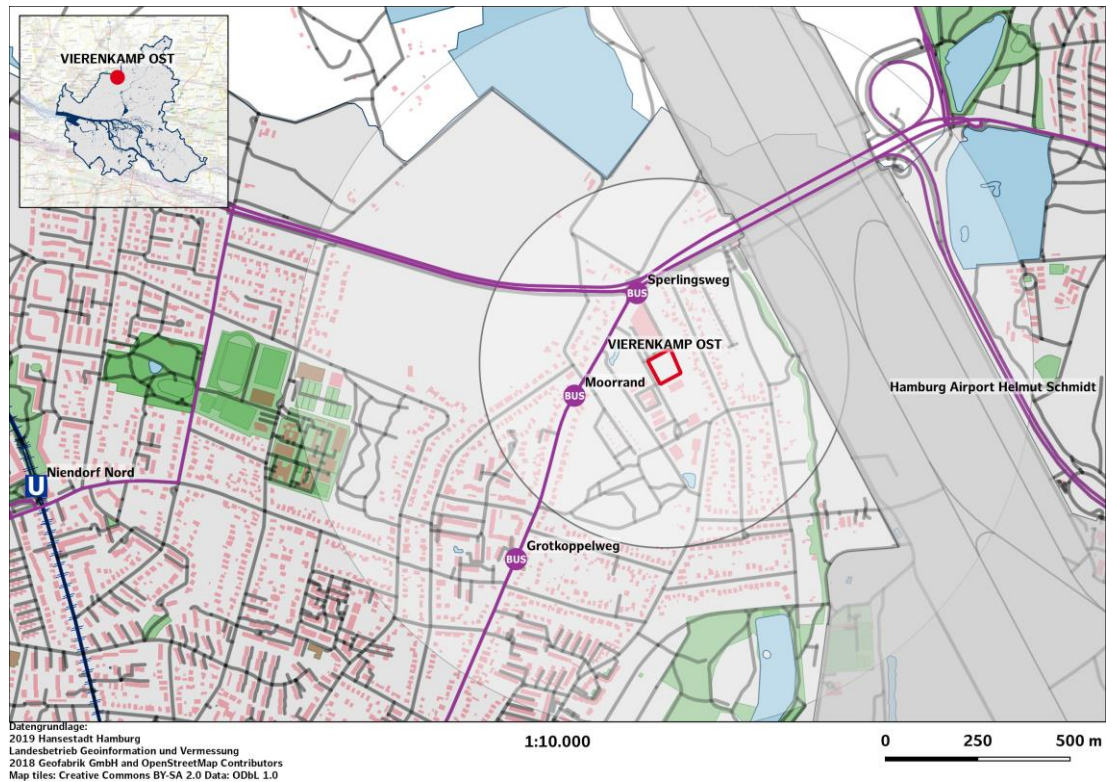 VIERENKAMP OST
Sperlingsweg
BUS
VIERENKAMP OST
Moorrand
BUS
Hamburg Airport Helmut Schmidt
Niendorf Nord
U
Grotkoppelweg
BUS
Datengrundlage:
2019 Hansestadt Hamburg
Landesbetrieb Geoinformation und Vermessung
2018 Geofabrik GmbH and OpenStreetMap Contributors
Map tiles: Creative Commons BY-SA 2.0 Data: ODbL 1.0
1:10.000
0 250 500 m